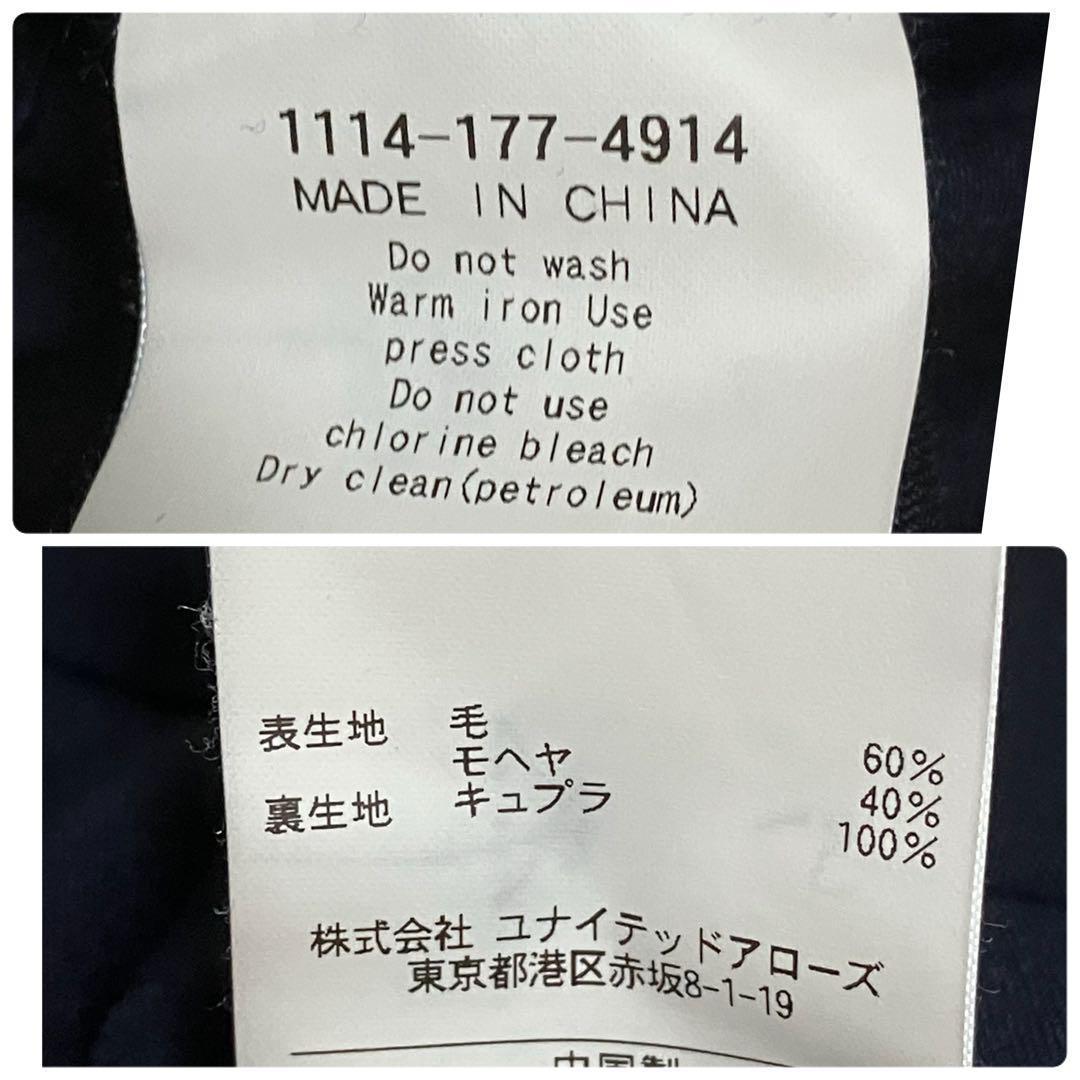 1114-177-4914
MADE IN CHINA
Do not wash
Warm iron Use
press cloth
Do not use
chlorine bleach
Dry clean(petroleum)
表生地 毛 60%
モヘヤ 40%
裏生地 キュプラ 100%
株式会社 ユナイテッドアローズ
東京都港区赤坂8-1-19
中国製